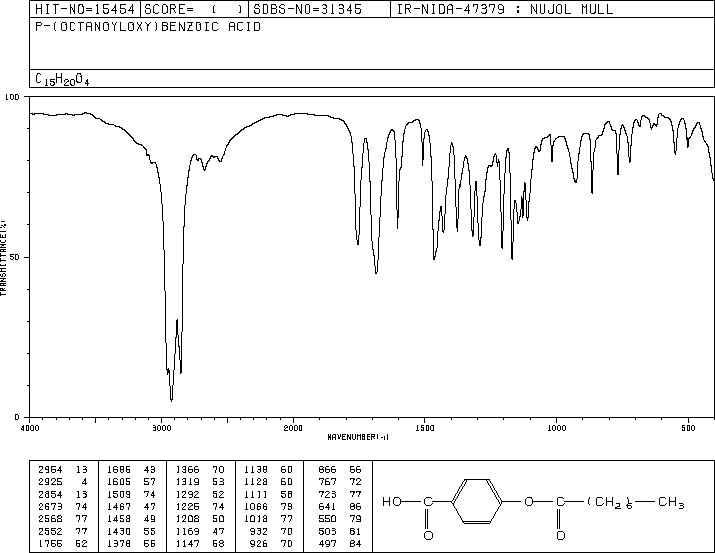 HIT-NO=15454 SCORE= ( ) SDBS-NO=31345 IR-NIDA-47379 : NUJOL MULL
P-(OCTANOYLOXY)BENZOIC ACID
C15H20O4
100
50
0
TRANSMITTANCE(%)
4000 3000 2000 1500 1000 500
WAVENUMBER(-1)
2954 13 1686 43 1366 70 1138 60 866 66
2925 4 1605 57 1319 53 1128 60 767 72
2854 13 1509 74 1292 52 1111 58 723 77
2673 74 1467 47 1225 74 1066 79 641 86
2568 77 1458 49 1208 50 1018 77 550 79
2552 77 1430 55 1169 47 932 70 503 81
1755 52 1378 55 1147 58 926 70 497 84
HO C O C (CH2)6 CH3
O O